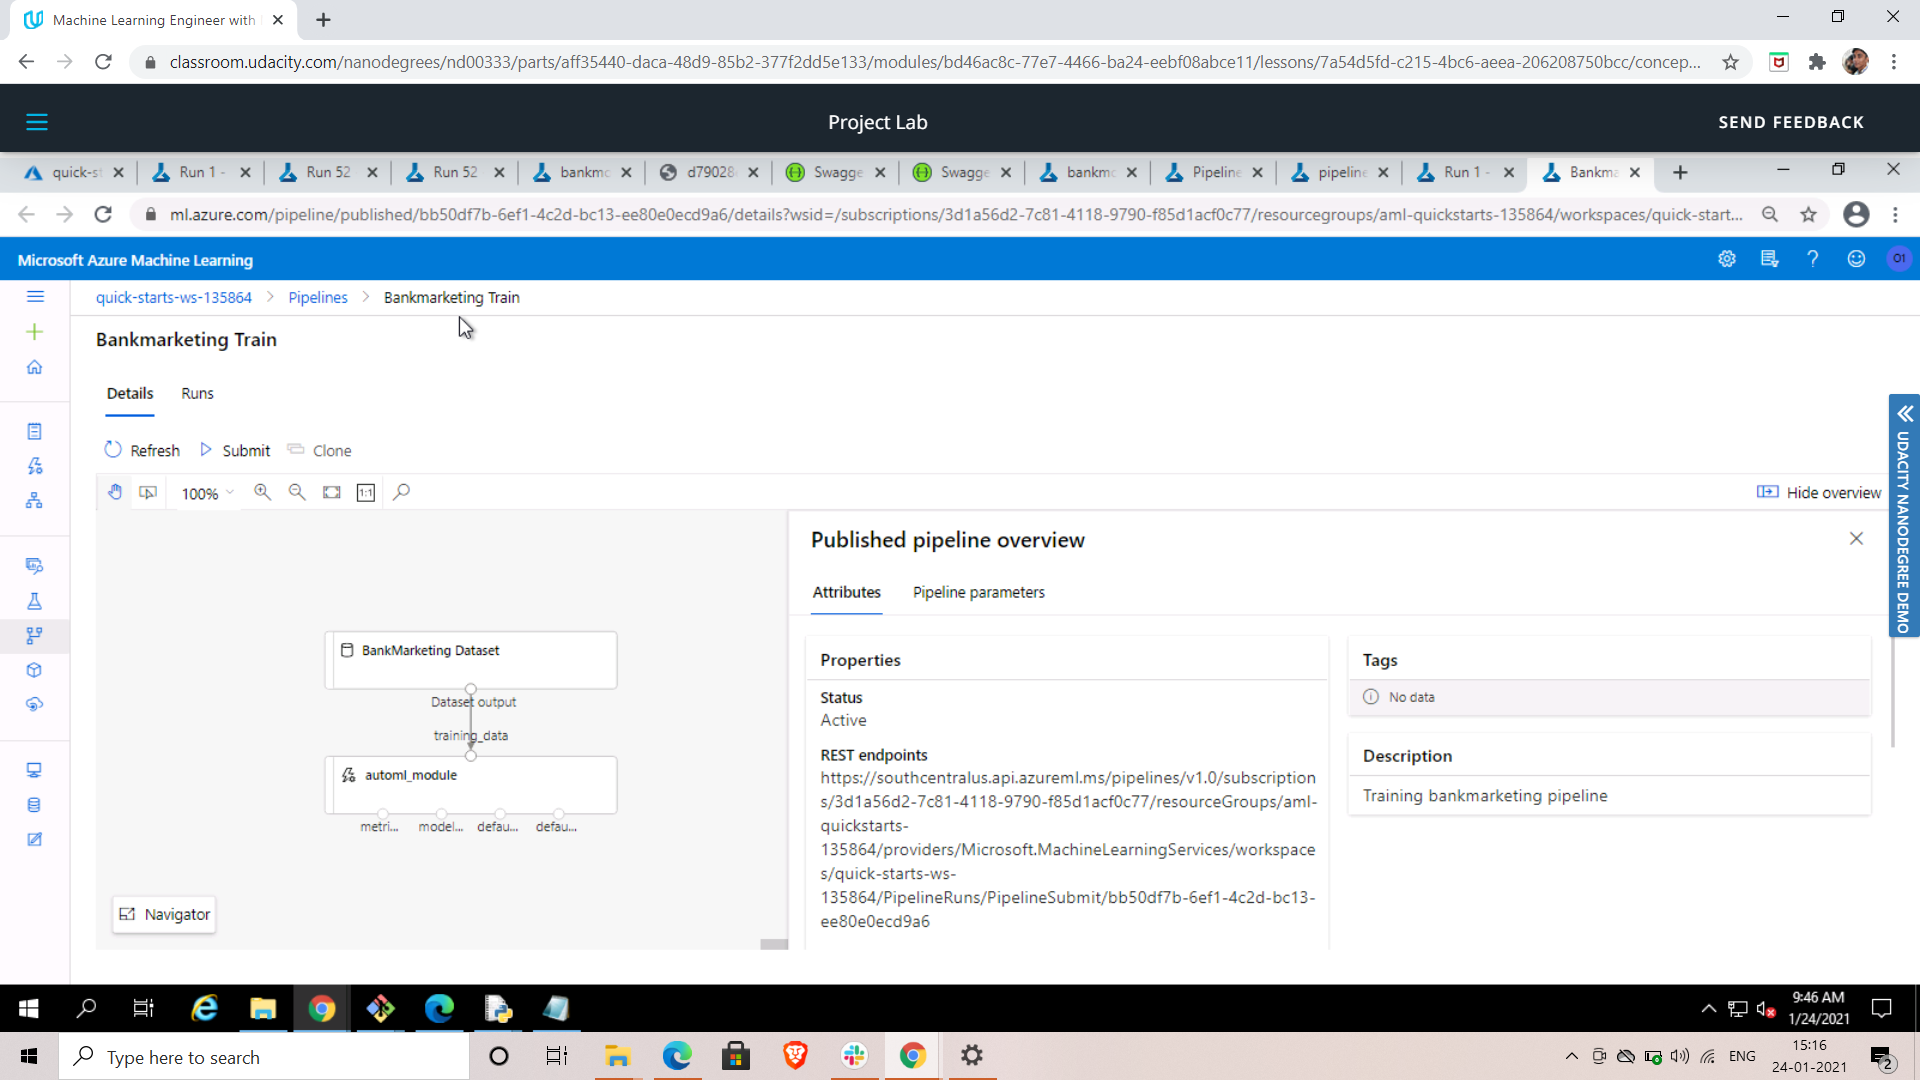 Machine Learning Engineer with
classroom.udacity.com/nanodegrees/nd00333/parts/aff35440-daca-48d9-85b2-377f2dd5e133/modules/bd46ac8c-77e7-4466-ba24-eebf08abce11/lessons/7a54d5fd-c215-4bc6-aeea-206208750bcc/concep...
Project Lab
SEND FEEDBACK
quick-st
Run 1 -
Run 52
Run 52
bankmc
d79028
Swagge
Swagge
bankmc
Pipeline
pipeline
Run 1 -
Bankma
ml.azure.com/pipeline/published/bb50df7b-6ef1-4c2d-bc13-ee80e0ecd9a6/details?wsid=/subscriptions/3d1a56d2-7c81-4118-9790-f85d1acf0c77/resourcegroups/aml-quickstarts-135864/workspaces/quick-start...
Microsoft Azure Machine Learning
01
quick-starts-ws-135864 > Pipelines > Bankmarketing Train
Bankmarketing Train
Details
Runs
Refresh
Submit
Clone
100%
1:1
Hide overview
UDACITY NANODEGREE DEMO
BankMarketing Dataset
Dataset output
training_data
automl_module
metri...
model...
defau...
defau...
Navigator
Published pipeline overview
Attributes
Pipeline parameters
Properties
Status
Active
REST endpoints
https://southcentralus.api.azureml.ms/pipelines/v1.0/subscription
s/3d1a56d2-7c81-4118-9790-f85d1acf0c77/resourceGroups/aml-
quickstarts-
135864/providers/Microsoft.MachineLearningServices/workspace
s/quick-starts-ws-
135864/PipelineRuns/PipelineSubmit/bb50df7b-6ef1-4c2d-bc13-
ee80e0ecd9a6
Tags
No data
Description
Training bankmarketing pipeline
9:46 AM
1/24/2021
Type here to search
ENG
15:16
24-01-2021
2